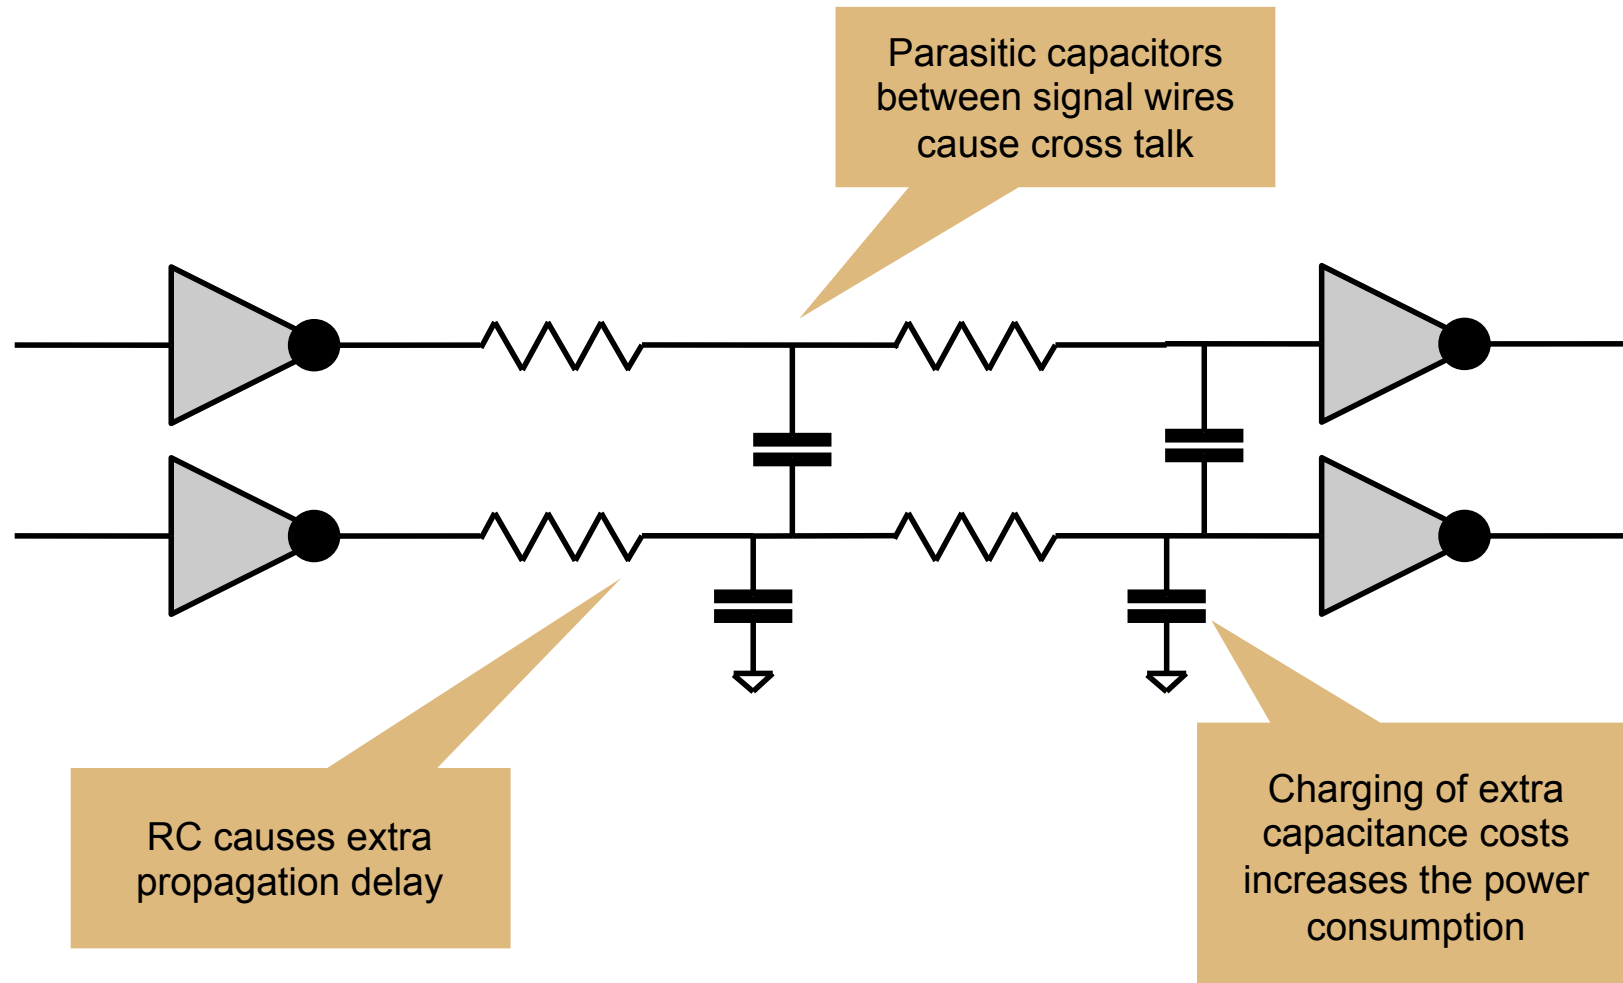 Parasitic capacitors
between signal wires
cause cross talk
RC causes extra
propagation delay
Charging of extra
capacitance costs
increases the power
consumption